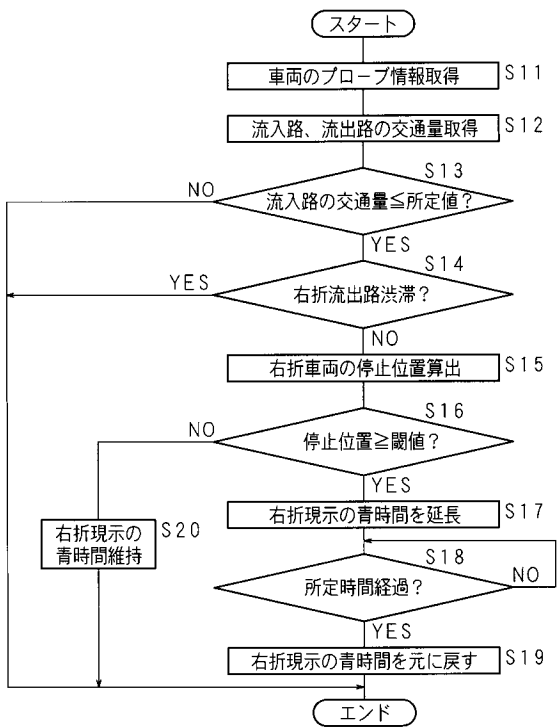 スタート
車両のプローブ情報取得 S11
流入路、流出路の交通量取得 S12
S13
NO
流入路の交通量≦所定値?
YES
S14
YES
右折流出路渋滞?
NO
右折車両の停止位置算出 S15
S16
NO
停止位置≧閾値?
YES
右折現示の青時間を延長 S17
右折現示の
青時間維持
S20
S18
所定時間経過?
NO
YES
右折現示の青時間を元に戻す S19
エンド